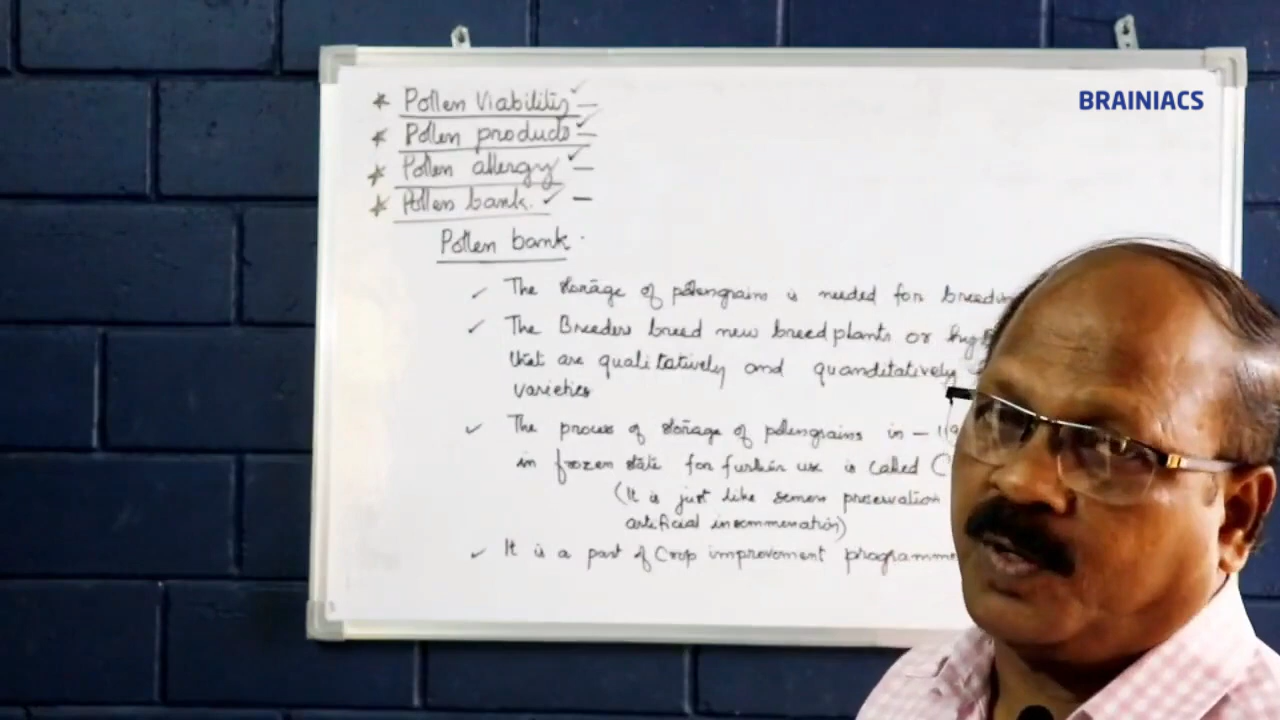 BRAINIACS
* Pollen Viability ✓ —
* Pollen products ✓ —
* Pollen allergy ✓ —
* Pollen bank. ✓ —
Pollen bank.
✓ The storage of pollengrains is needed for
✓ The Breeders breed new breed plants or
that are qualitatively and quanditatively
varieties
✓ The process of storage of pollengrains in — 19
in frozen state for further use is called C
(It is just like semen preservation
artificial insemmenation)
✓ It is a part of Crop improvement programme